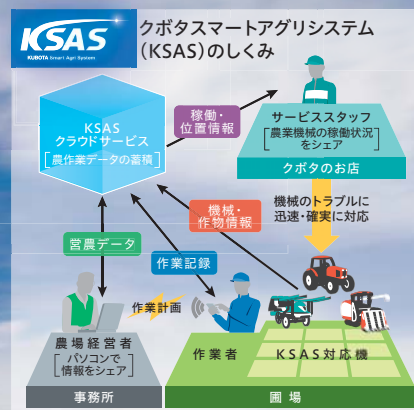 KSAS
KUBOTA Smart Agri System
クボタスマートアグリシステム
(KSAS)のしくみ
KSAS
クラウドサービス
[農作業データの蓄積]
稼働・
位置情報
サービススタッフ
[農業機械の稼働状況
をシェア]
クボタのお店
機械のトラブルに
迅速・確実に対応
機械・
作物情報
営農データ
作業記録
作業計画
農場経営者
[パソコンで
情報をシェア]
事務所
作業者
KSAS対応機
圃場